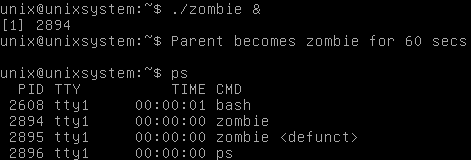 unix@unixsystem:~$ ./zombie &
[1] 2894
unix@unixsystem:~$ Parent becomes zombie for 60 secs
unix@unixsystem:~$ ps
  PID TTY          TIME CMD
 2608 tty1     00:00:01 bash
 2894 tty1     00:00:00 zombie
 2895 tty1     00:00:00 zombie <defunct>
 2896 tty1     00:00:00 ps